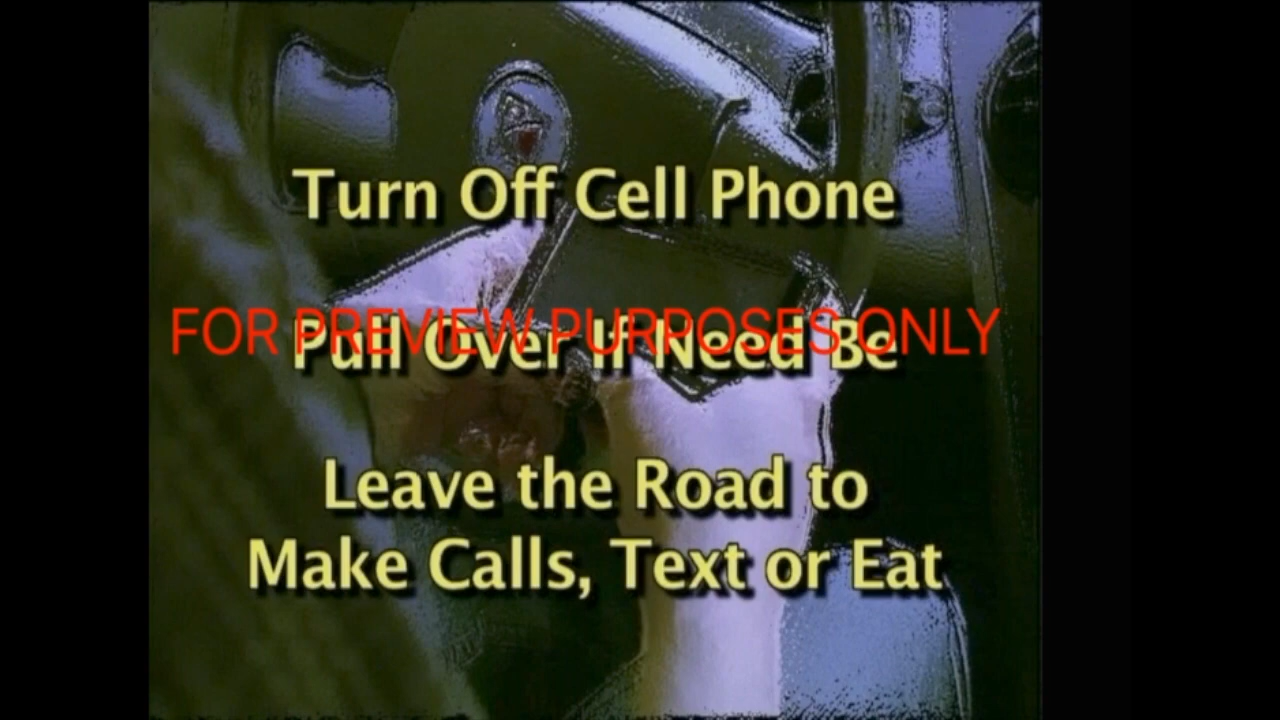 Turn Off Cell Phone
FOR PREVIEW PURPOSES ONLY
Pull Over If Need Be
Leave the Road to
Make Calls, Text or Eat